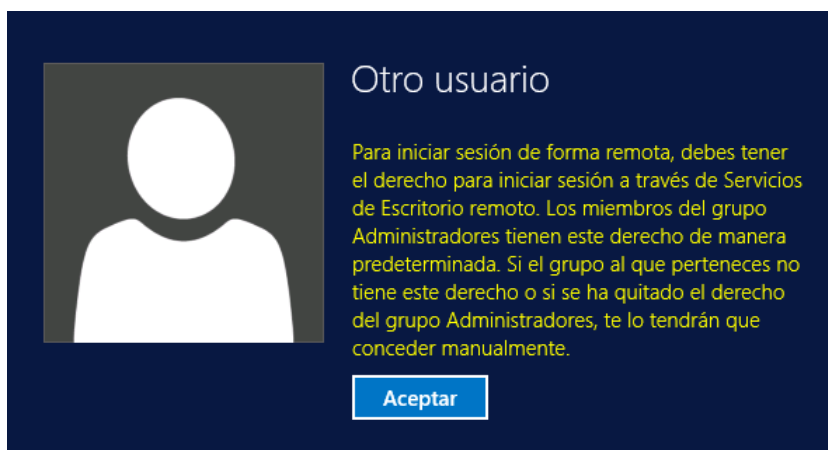 Otro usuario
Para iniciar sesión de forma remota, debes tener
el derecho para iniciar sesión a través de Servicios
de Escritorio remoto. Los miembros del grupo
Administradores tienen este derecho de manera
predeterminada. Si el grupo al que perteneces no
tiene este derecho o si se ha quitado el derecho
del grupo Administradores, te lo tendrán que
conceder manualmente.
Aceptar